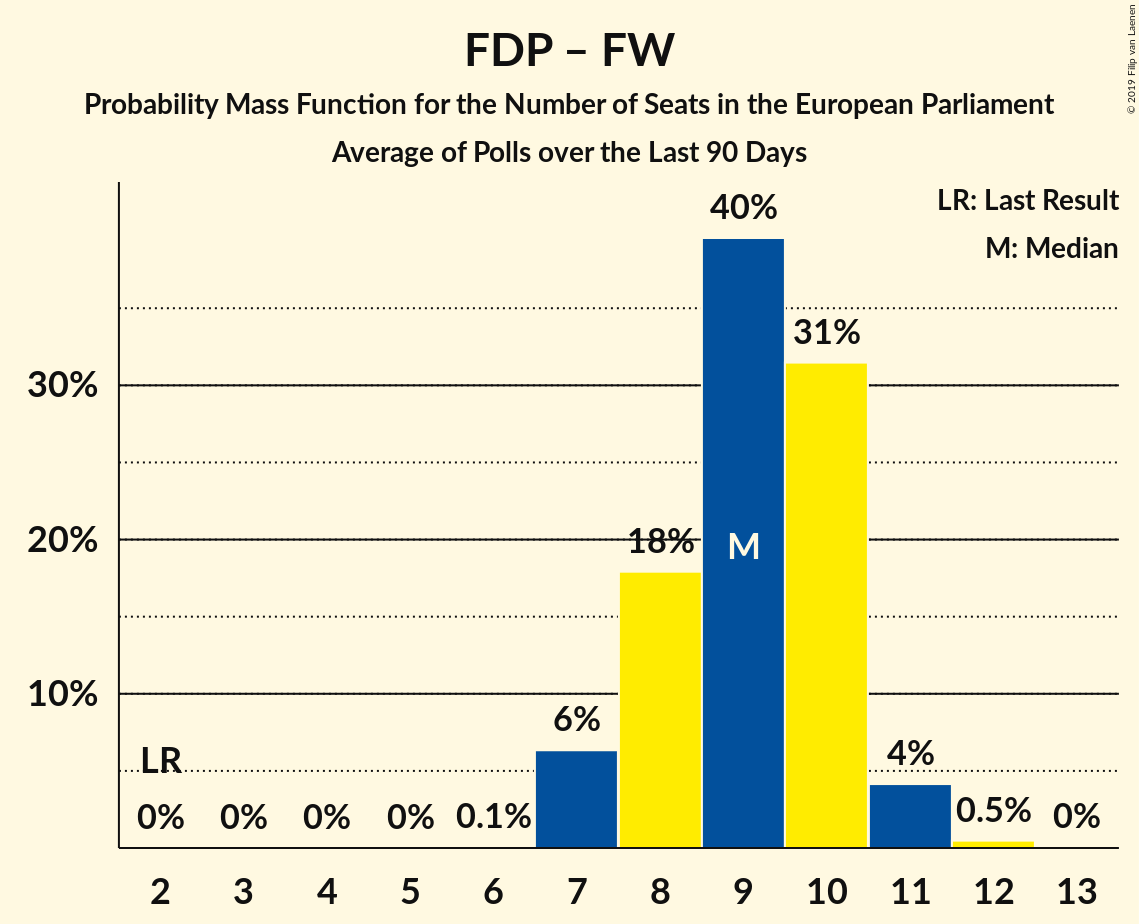 FDP – FW
Probability Mass Function for the Number of Seats in the European Parliament
Average of Polls over the Last 90 Days
© 2019 Filip van Laenen
LR: Last Result
M: Median
40%
31%
30%
18%
20%
M
10%
6%
LR
4%
0%
0%
0%
0%
0.1%
0.5%
0%
2 3 4 5 6 7 8 9 10 11 12 13